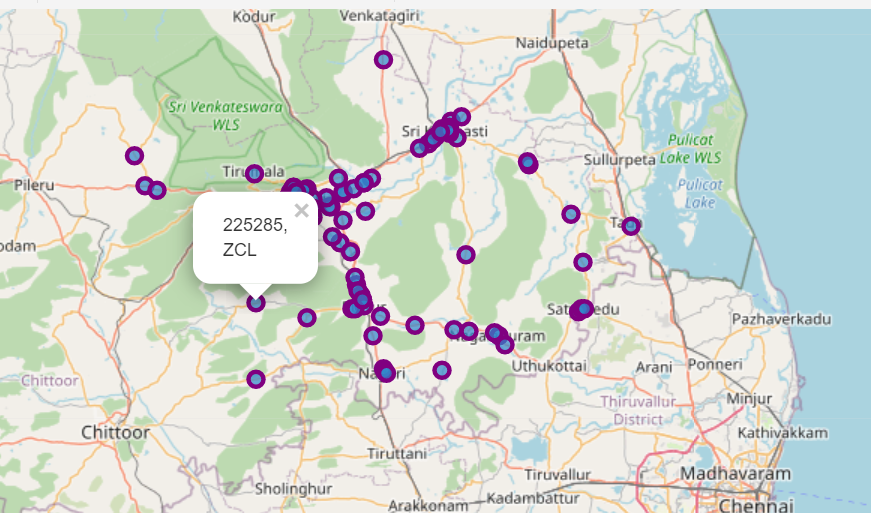 Kodur
Venkatagiri
Naidupeta
Sri Venkateswara
WLS
Pulicat
Lake WLS
Sullurpeta
Pileru
Pulicat
Lake
225285,
ZCL
×
odam
Pazhaverkadu
Uthukottai
Arani
Ponneri
Chittoor
Thiruvallur
District
Minjur
Chittoor
Kathivakkam
Tiruttani
Tiruvallur
Madhavaram
Sholinghur
Kadambattur
Arakkonam
Chennai